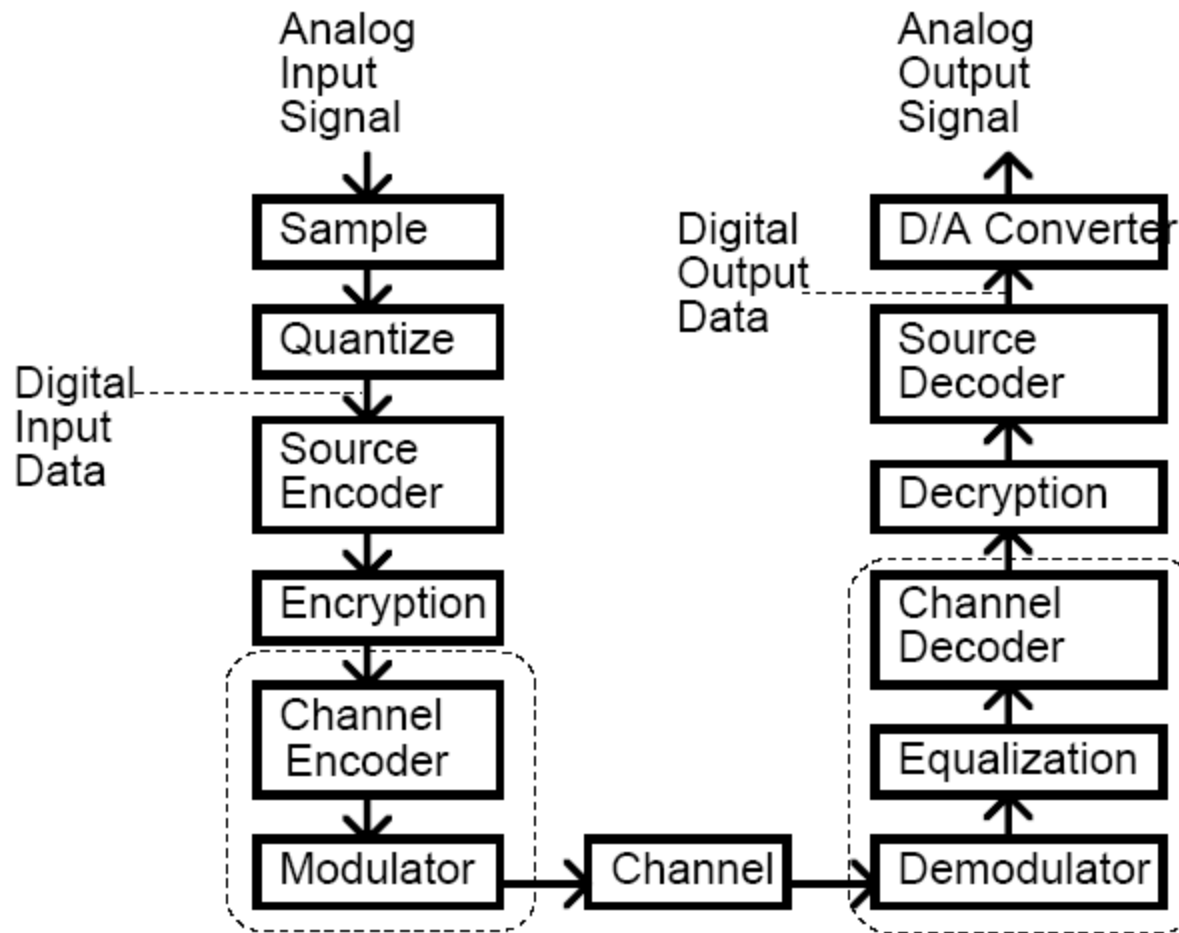 Analog
Input
Signal
Sample
Quantize
Digital
Input
Data
Source
Encoder
Encryption
Channel
Encoder
Modulator
Channel
Analog
Output
Signal
D/A Converter
Digital
Output
Data
Source
Decoder
Decryption
Channel
Decoder
Equalization
Demodulator